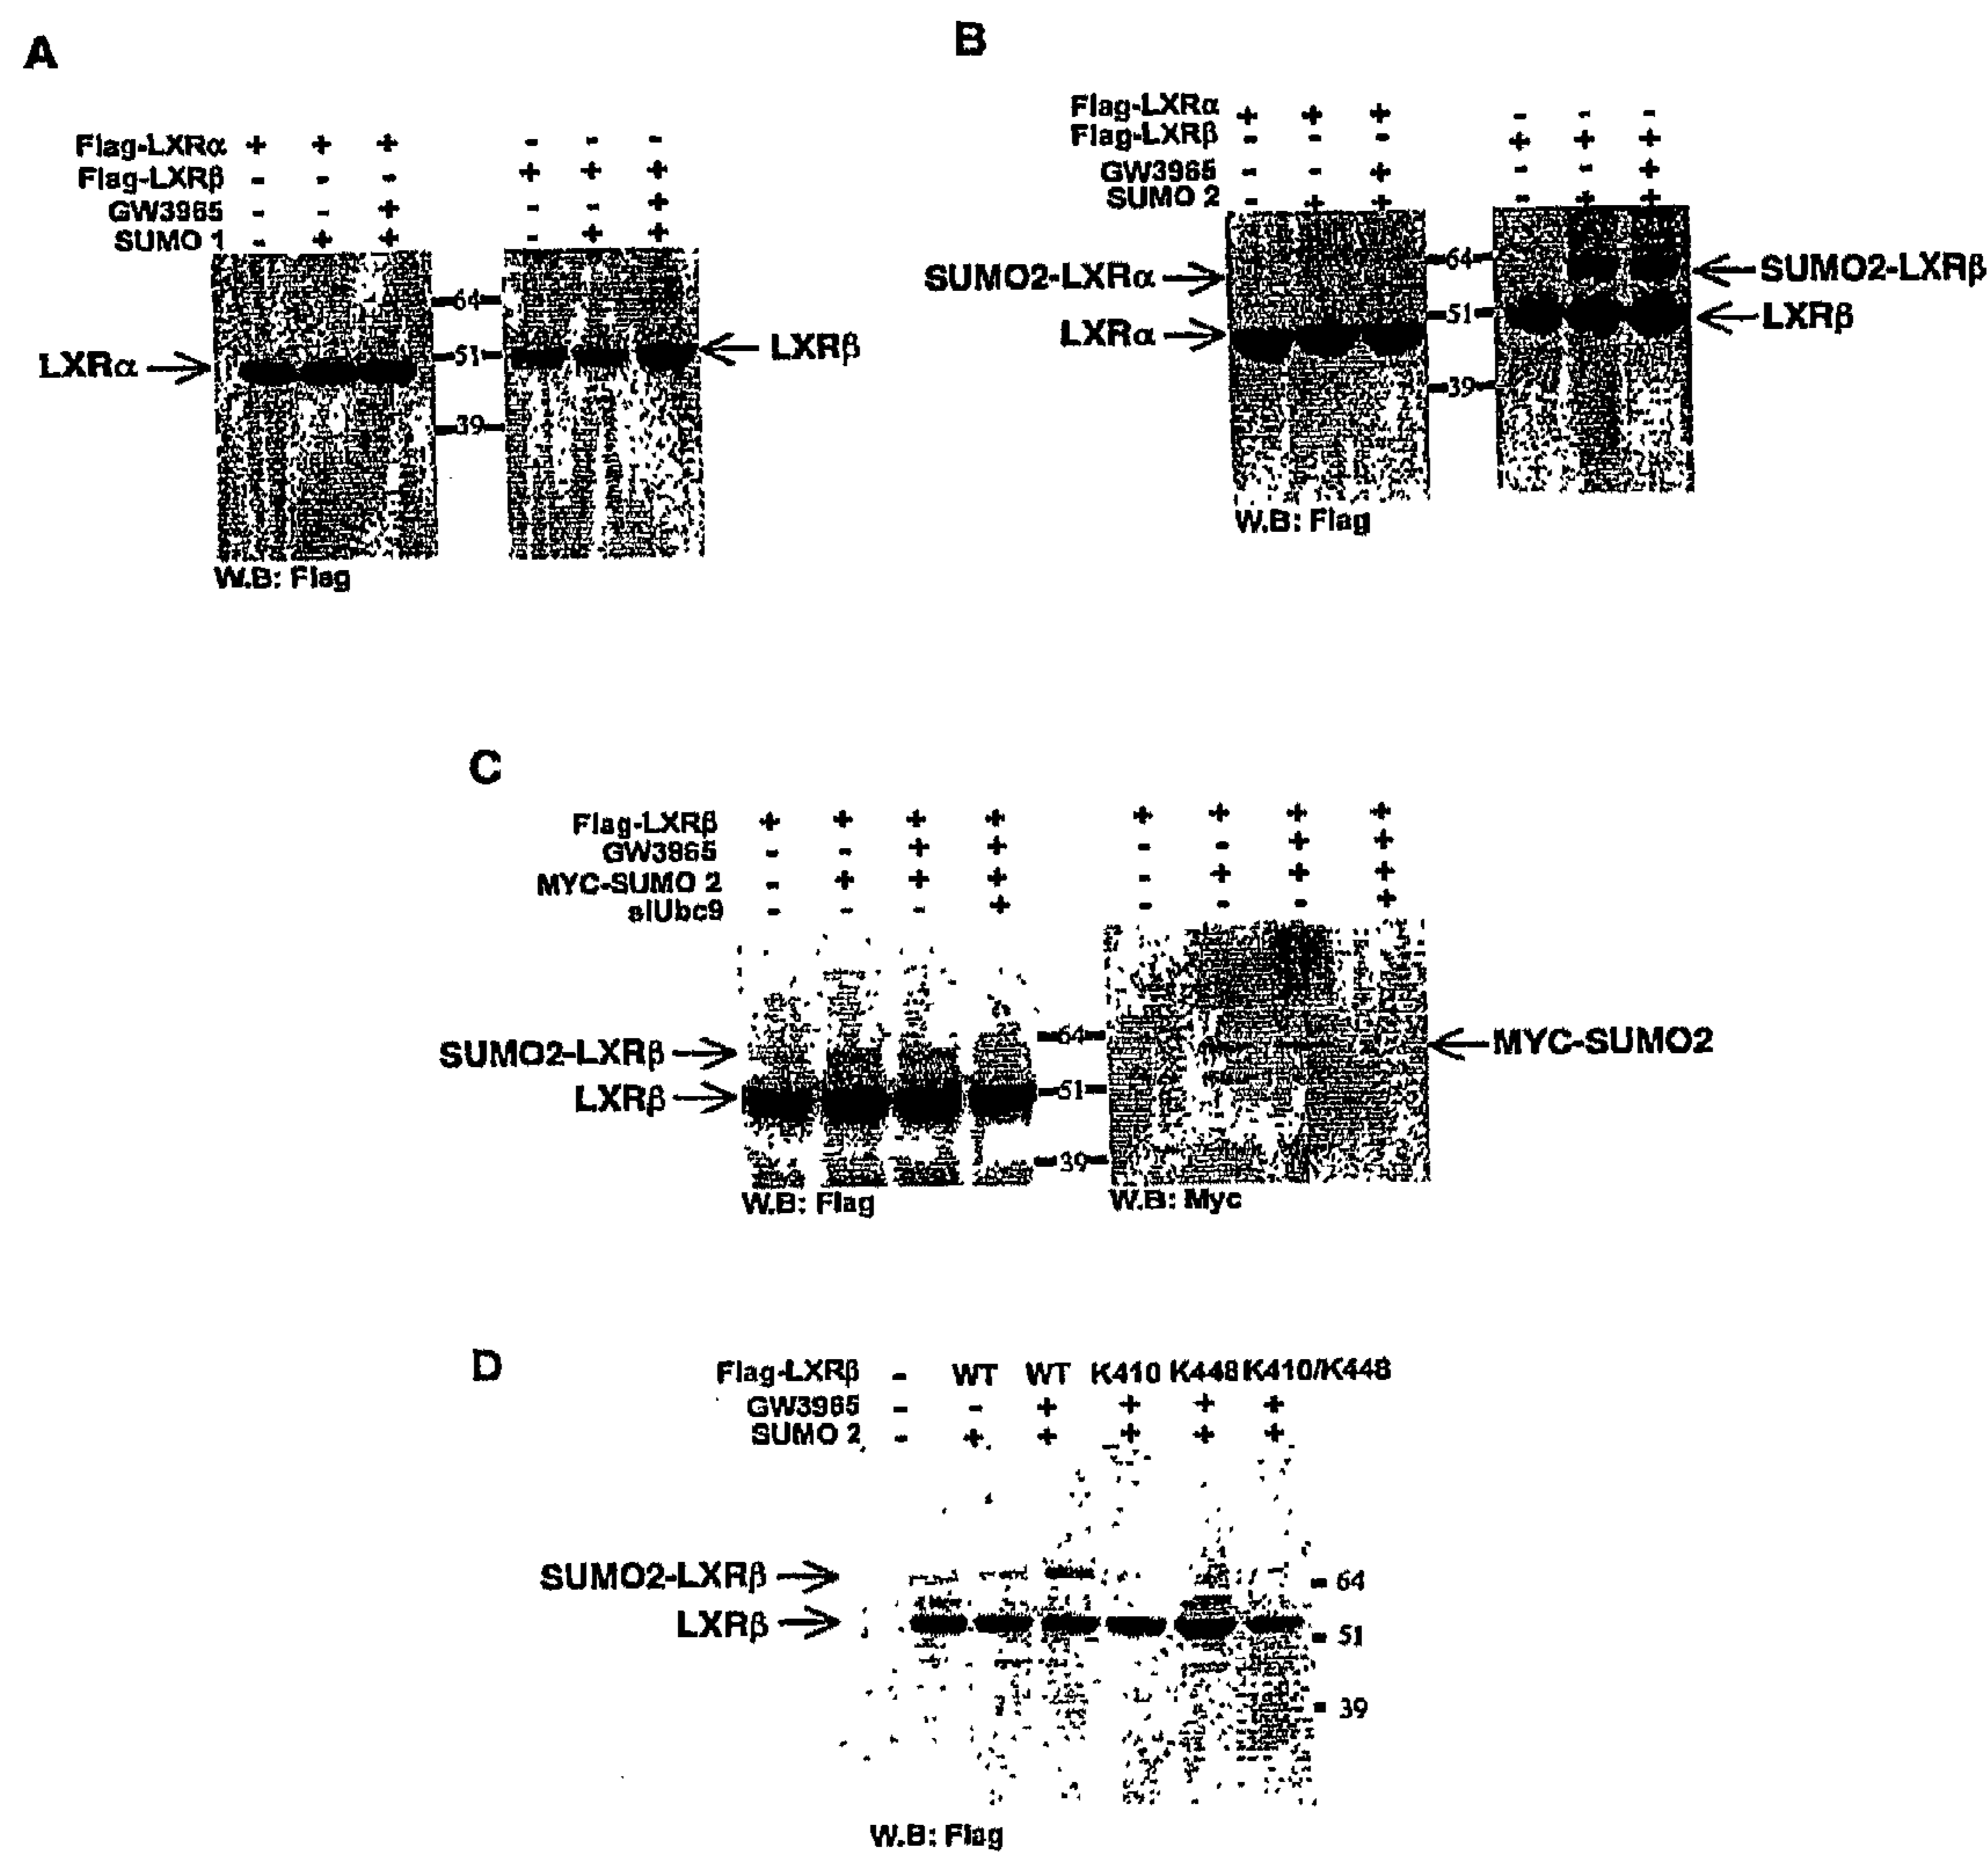 A
Flag-LXRα + + + - - -
Flag-LXRβ - - - + + +
GW3965 - - + - - +
SUMO 1 - + + - + +
64
LXRα
51
LXRβ
39
W.B: Flag
B
Flag-LXRα + + + - - -
Flag-LXRβ - - - + + +
GW3965 - - + - - +
SUMO 2 - + + - + +
SUMO2-LXRα
64
SUMO2-LXRβ
LXRα
51
LXRβ
39
W.B: Flag
C
Flag-LXRβ + + + + + + + +
GW3965 - - + + - - + +
MYC-SUMO 2 - + + + - + + +
siUbc9 - - - + - - - +
SUMO2-LXRβ
64
MYC-SUMO2
LXRβ
51
39
W.B: Flag
W.B: Myc
D
Flag-LXRβ - WT WT K410 K448 K410/K448
GW3965 - - + + + +
SUMO 2 - + + + + +
SUMO2-LXRβ
64
LXRβ
51
39
W.B: Flag